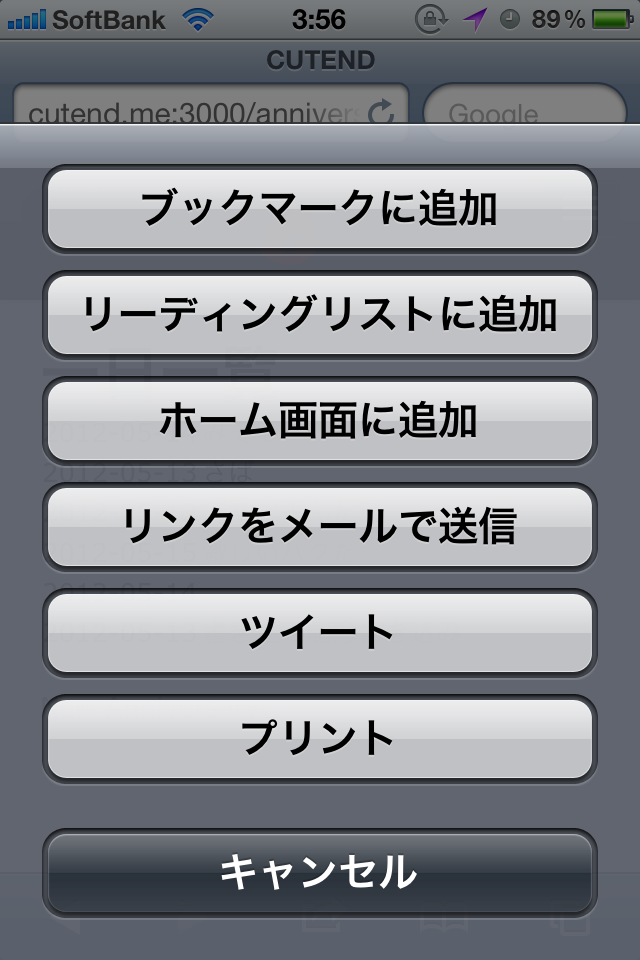 SoftBank 3:56 89%
CUTEND
cutend.me:3000/annivers
Google
ブックマークに追加
リーディングリストに追加
ホーム画面に追加
リンクをメールで送信
ツイート
プリント
キャンセル